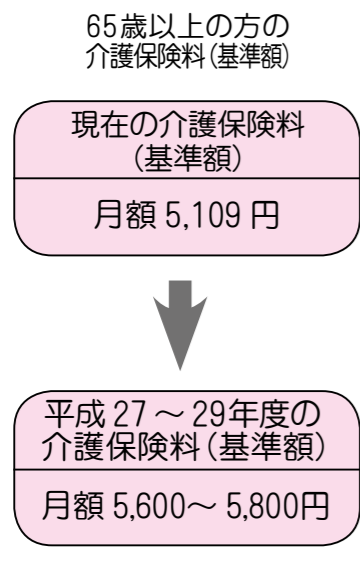 65歳以上の方の
介護保険料(基準額)
現在の介護保険料
(基準額)
月額 5,109 円
平成 27 ~ 29年度の
介護保険料(基準額)
月額 5,600~ 5,800円